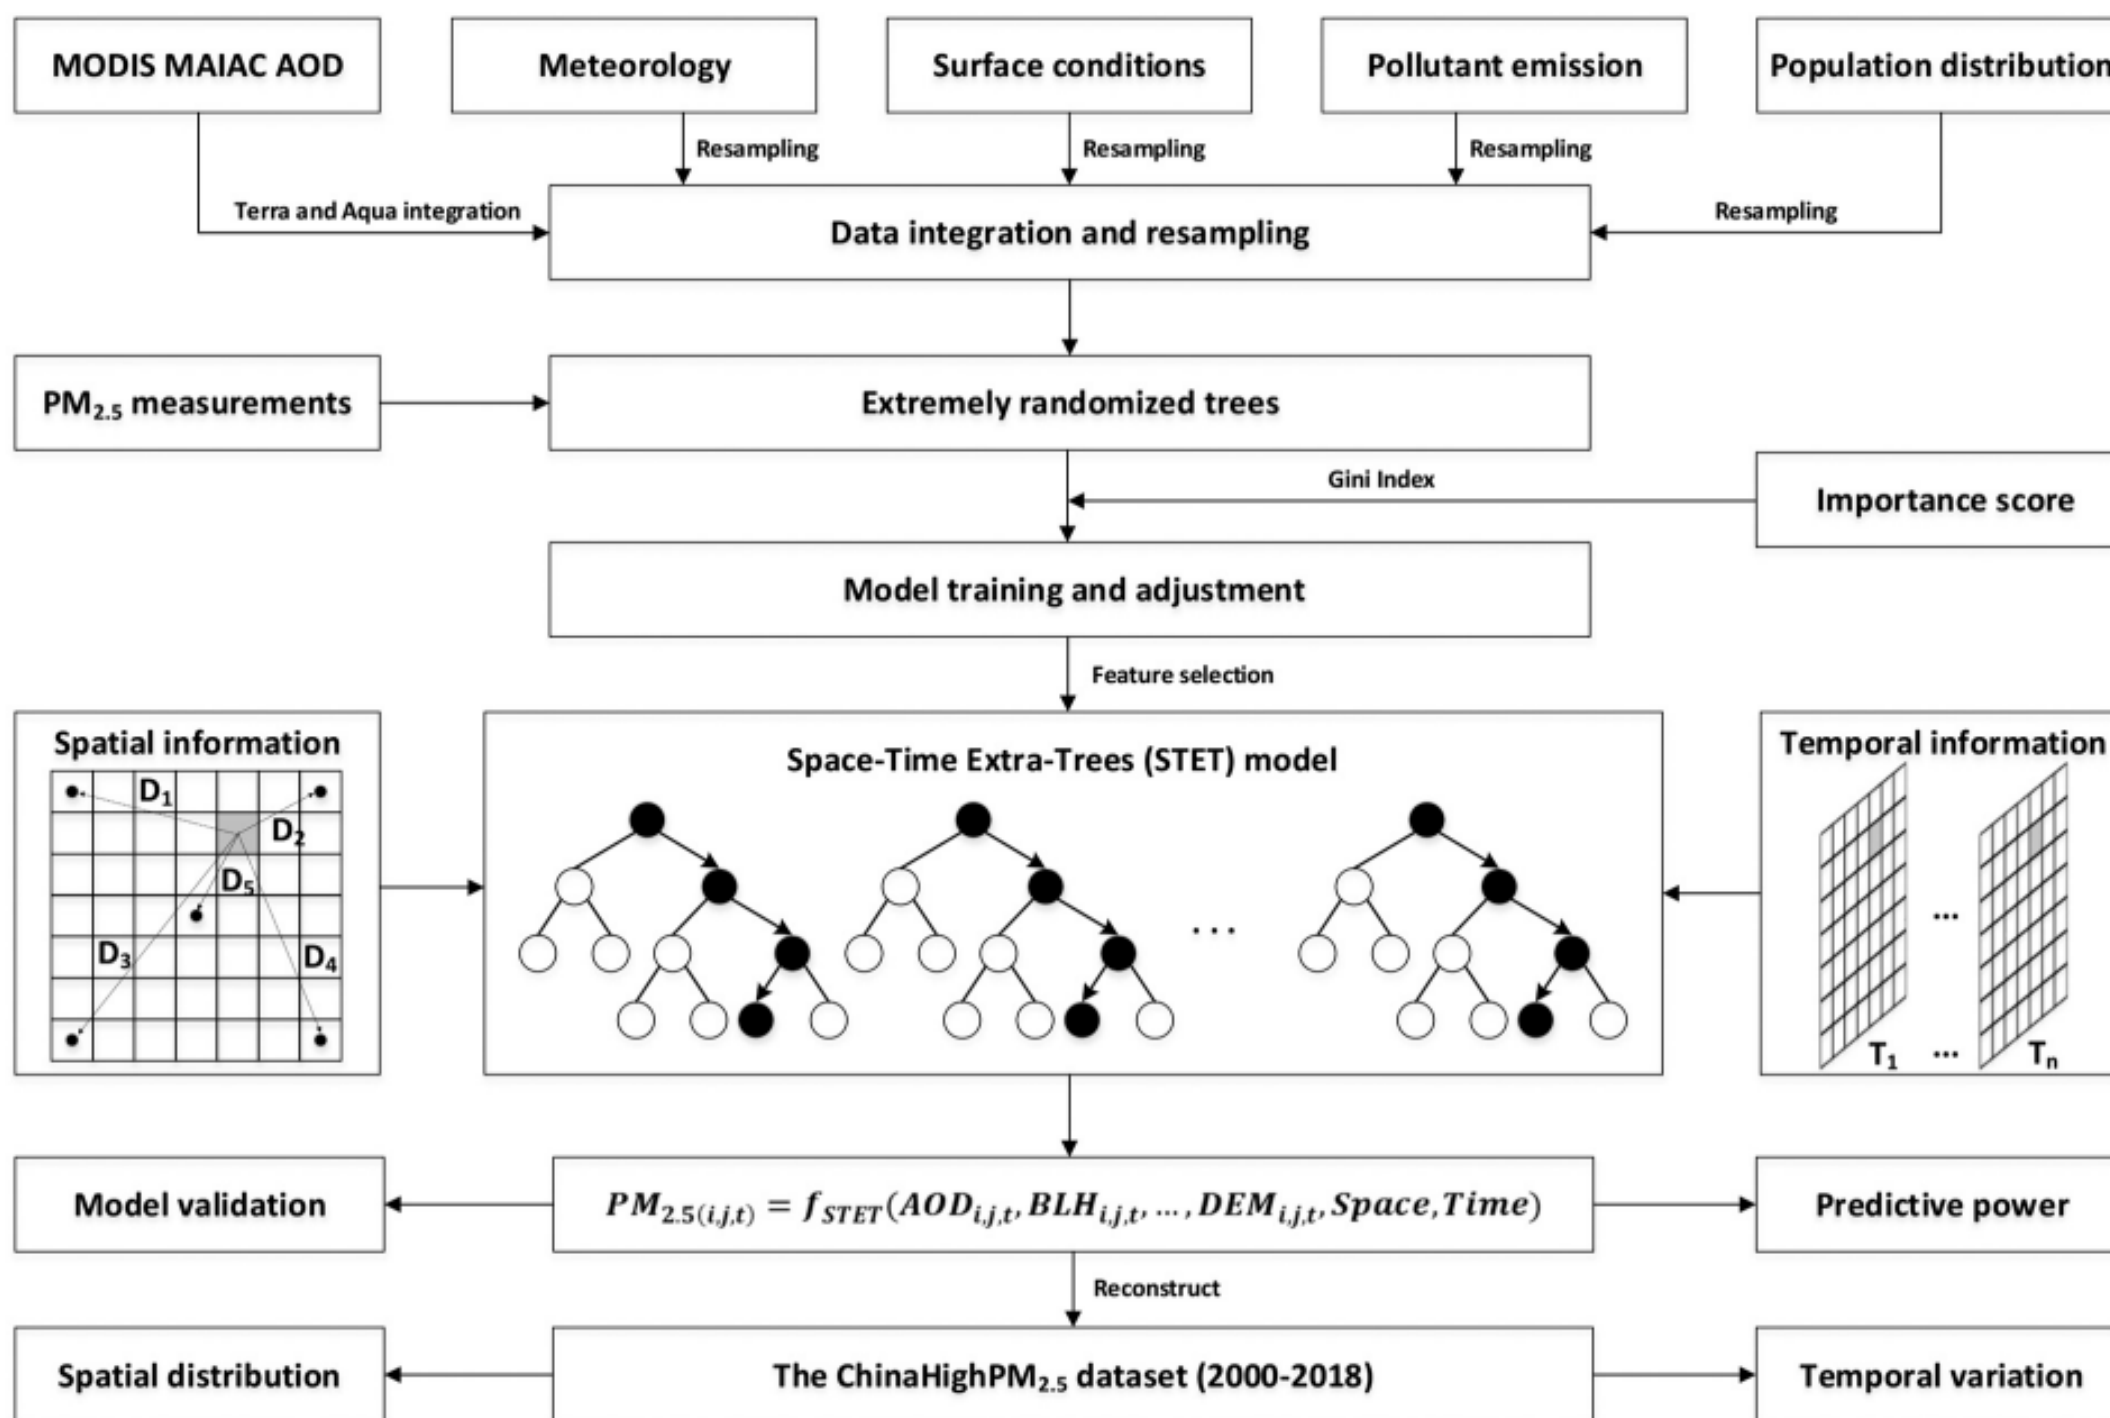 MODIS MAIAC AOD
Meteorology
Surface conditions
Pollutant emission
Population distribution
Resampling
Resampling
Resampling
Terra and Aqua integration
Resampling
Data integration and resampling
PM2.5 measurements
Extremely randomized trees
Gini Index
Importance score
Model training and adjustment
Feature selection
Spatial information
D1
D2
D5
D3
D4
Space-Time Extra-Trees (STET) model
...
Temporal information
...
T1 ... Tn
Model validation
PM2.5(i,j,t) = fSTET(AODi,j,t, BLHi,j,t, ..., DEMi,j,t, Space, Time)
Predictive power
Reconstruct
Spatial distribution
The ChinaHighPM2.5 dataset (2000-2018)
Temporal variation